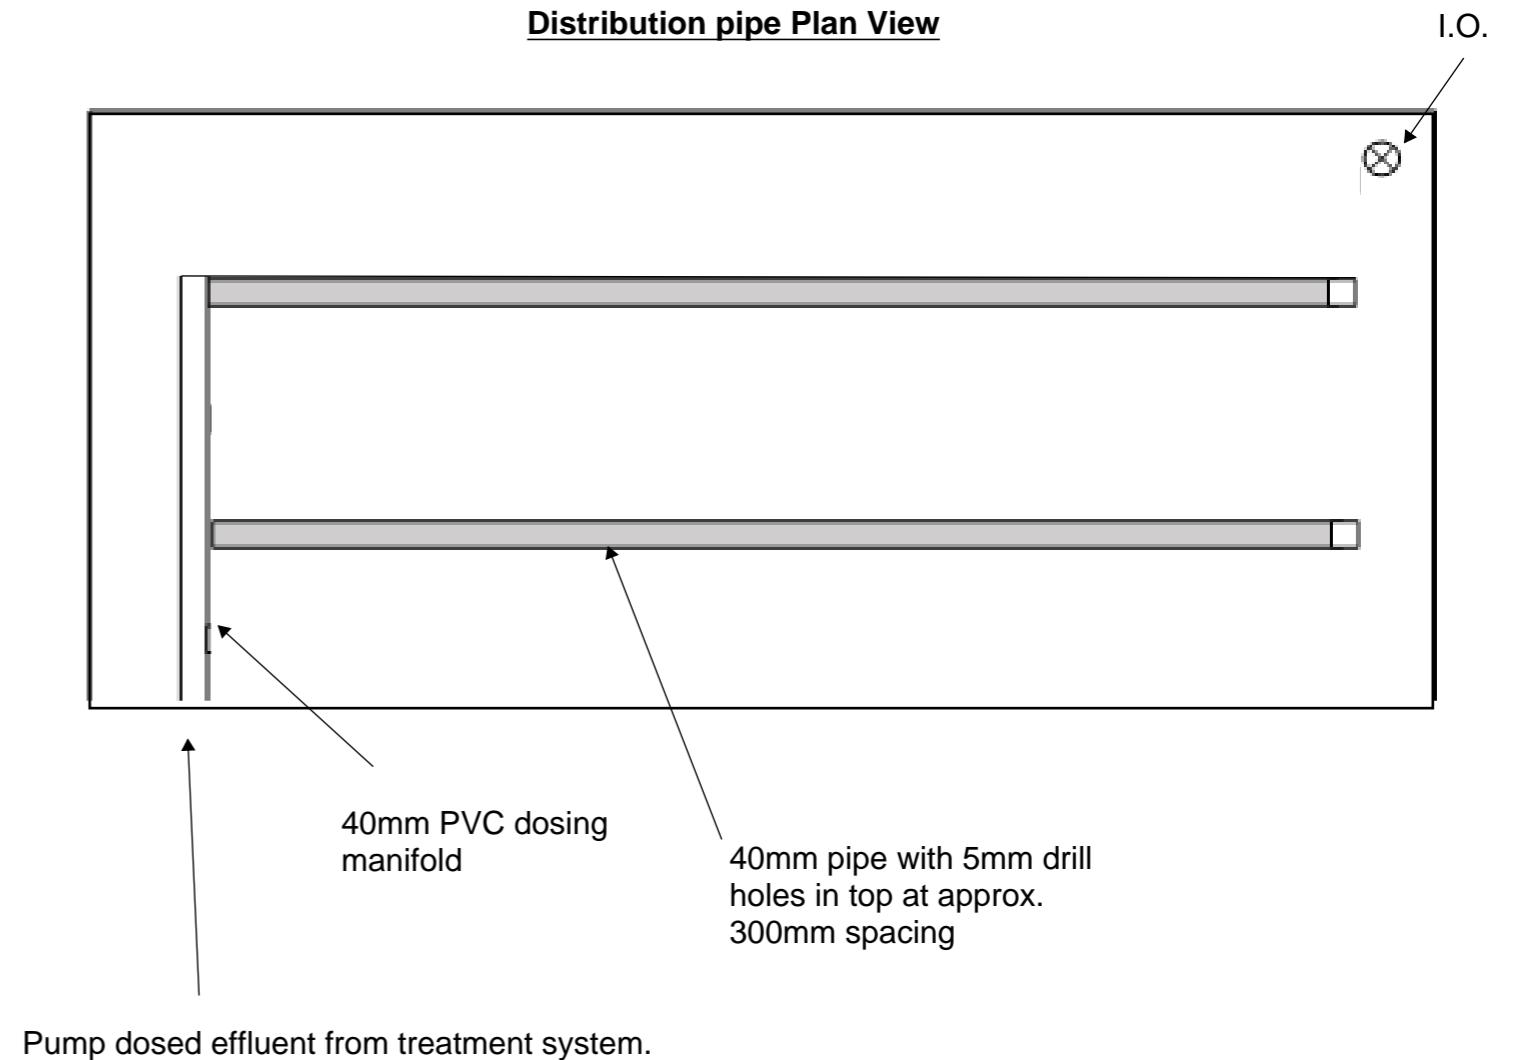 Distribution pipe Plan View
I.O.
40mm PVC dosing
manifold
40mm pipe with 5mm drill
holes in top at approx.
300mm spacing
Pump dosed effluent from treatment system.